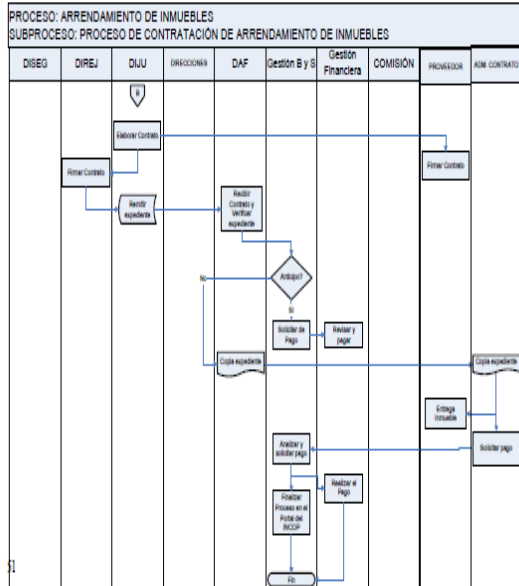 PROCESO: ARRENDAMIENTO DE INMUEBLES
SUBPROCESO: PROCESO DE CONTRATACIÓN DE ARRENDAMIENTO DE INMUEBLES
DISEG
DIREJ
DIJU
DIRECCIONES
DAF
Gestión B y S
Gestión
Financiera
COMISIÓN
PROVEEDOR
ADM. CONTRATO
Elaborar Contrato
Firmar Contrato
Firmar Contrato
Remitir
expediente
Recibir
Contrato y
Verificar
expediente
Anticipo?
No
Si
Solicitar de
Pago
Revisar y
pagar
Copia expediente
Copia expediente
Entrega
Inmueble
Solicitar pago
Analizar y
solicitar pago
Realizar el
Pago
Finalizar
Proceso en el
Portal del
INCOP
Fin
51